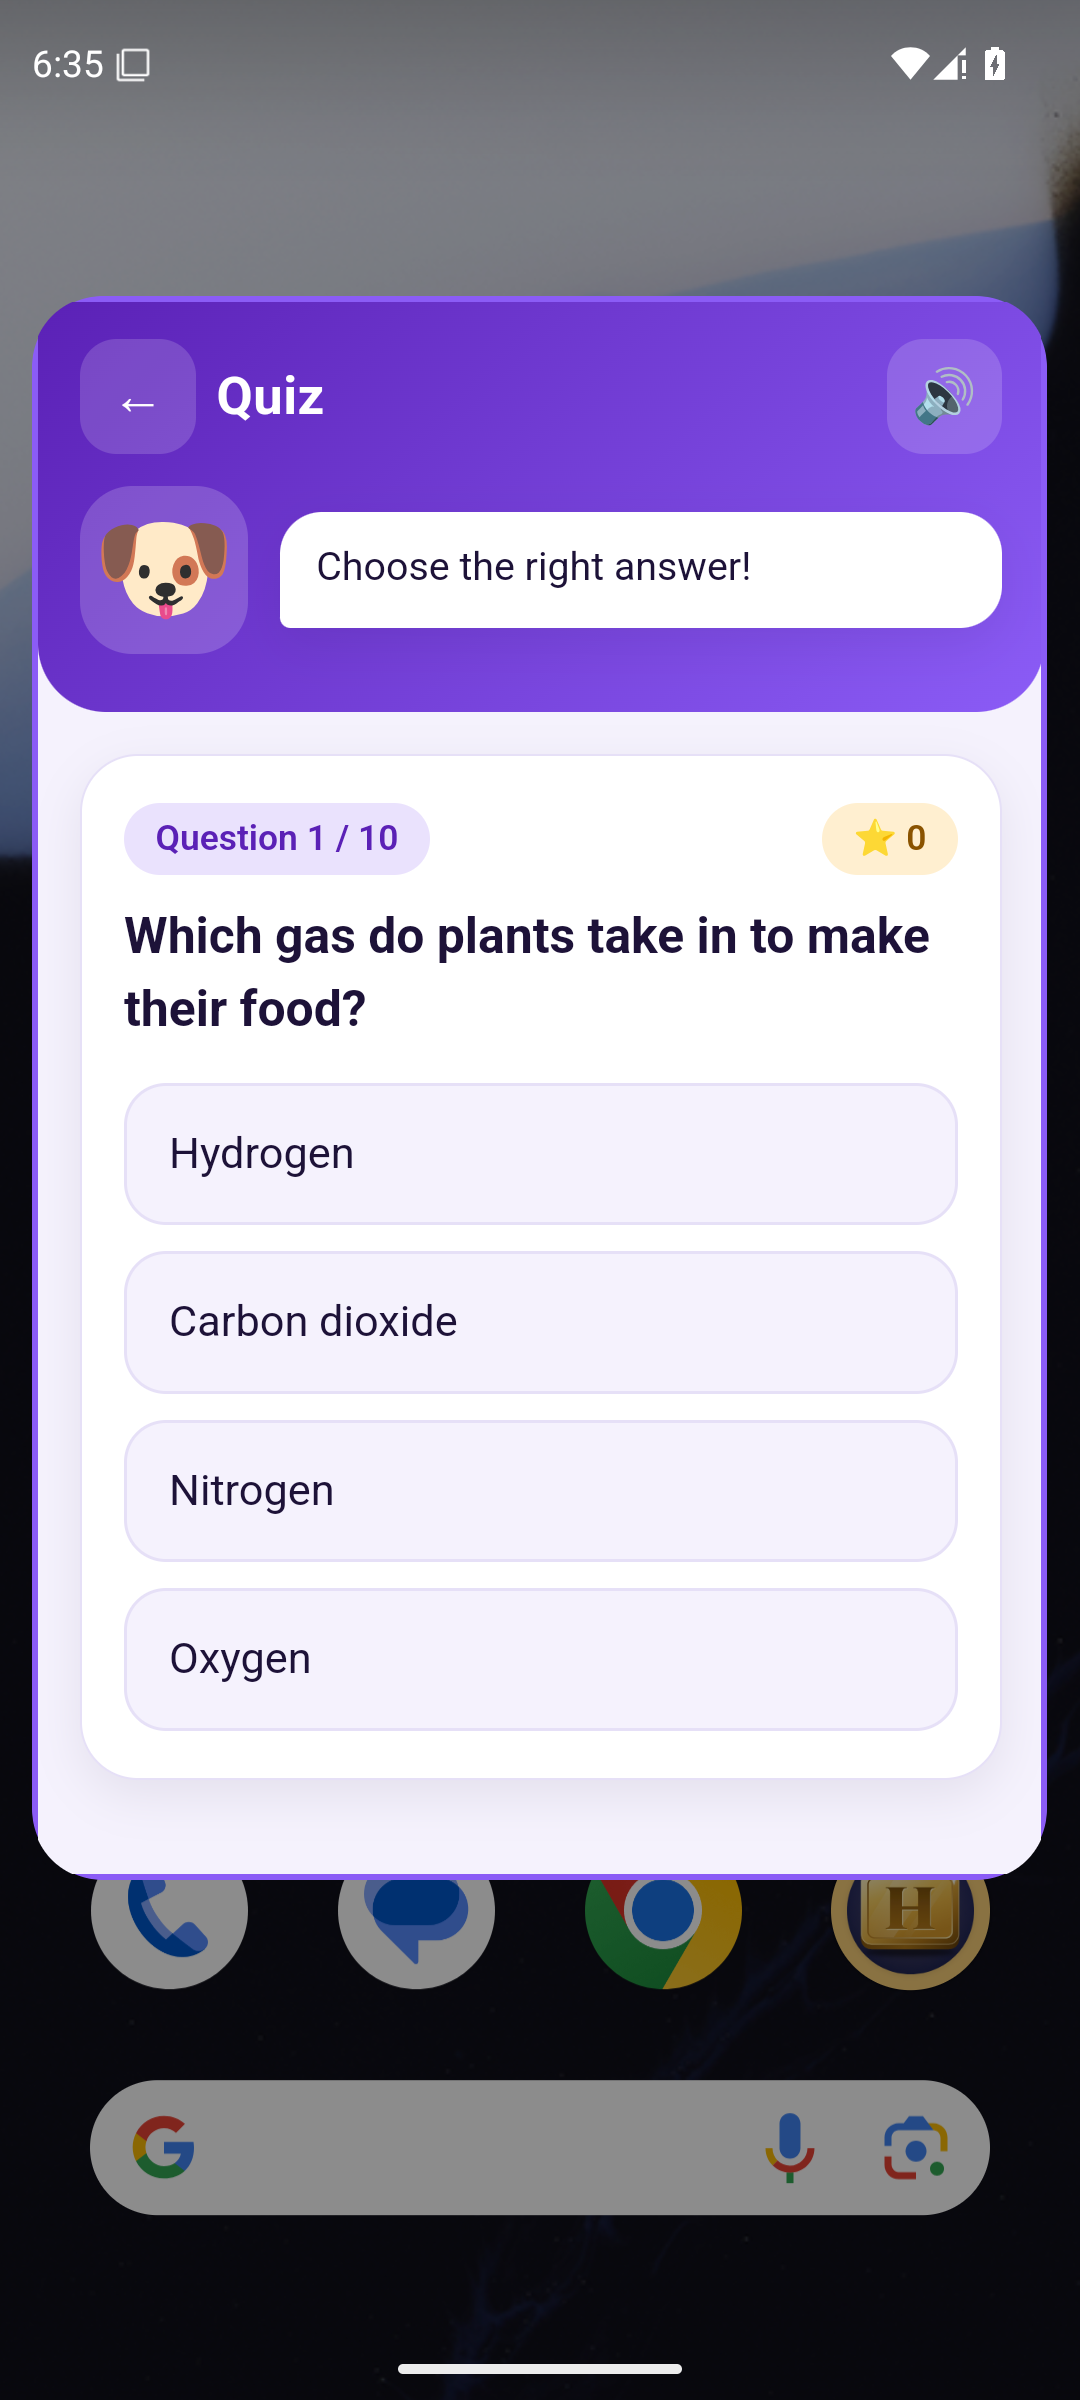 6:35
←
Quiz
Choose the right answer!
Question 1 / 10
⭐ 0
Which gas do plants take in to make
their food?
Hydrogen
Carbon dioxide
Nitrogen
Oxygen
H